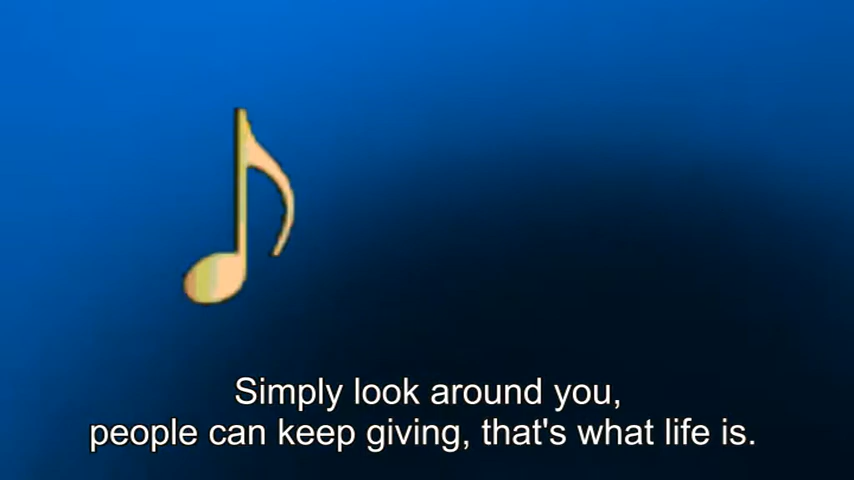 Simply look around you,
people can keep giving, that's what life is.